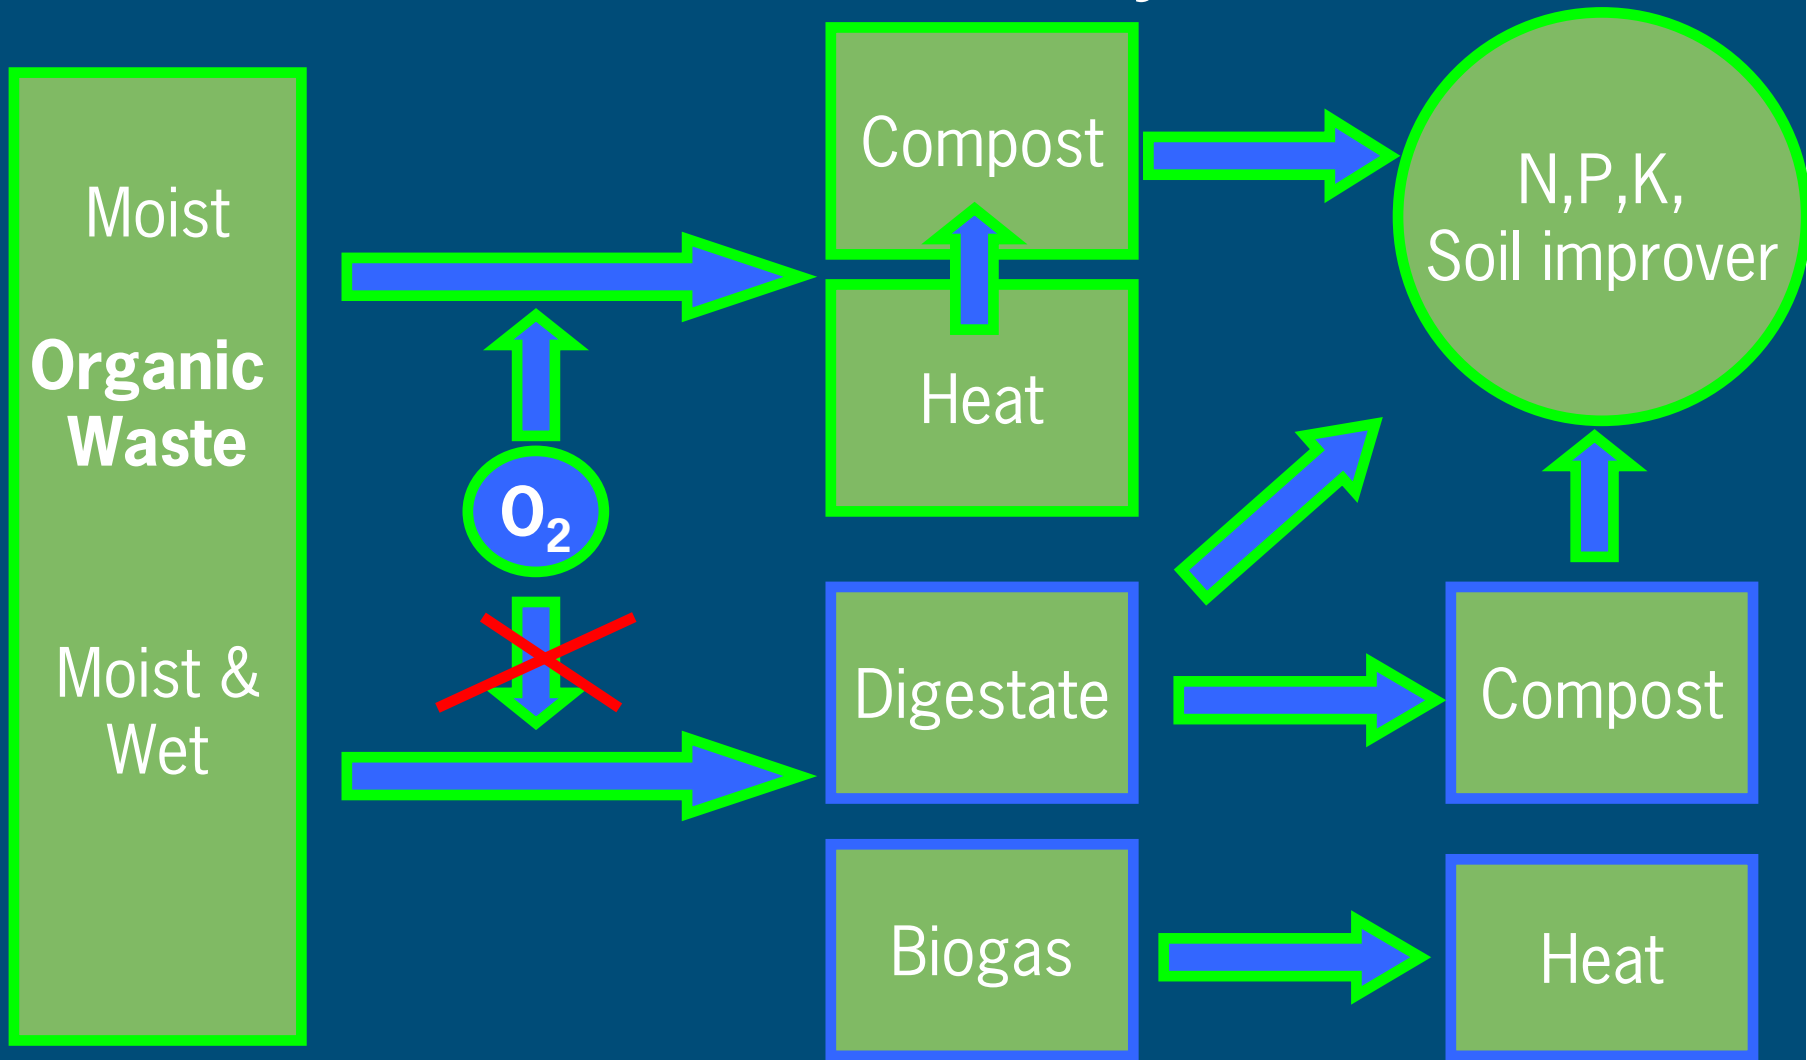 Moist
Organic
Waste
Moist &
Wet
O₂
Compost
Heat
N,P,K,
Soil improver
Digestate
Compost
Biogas
Heat